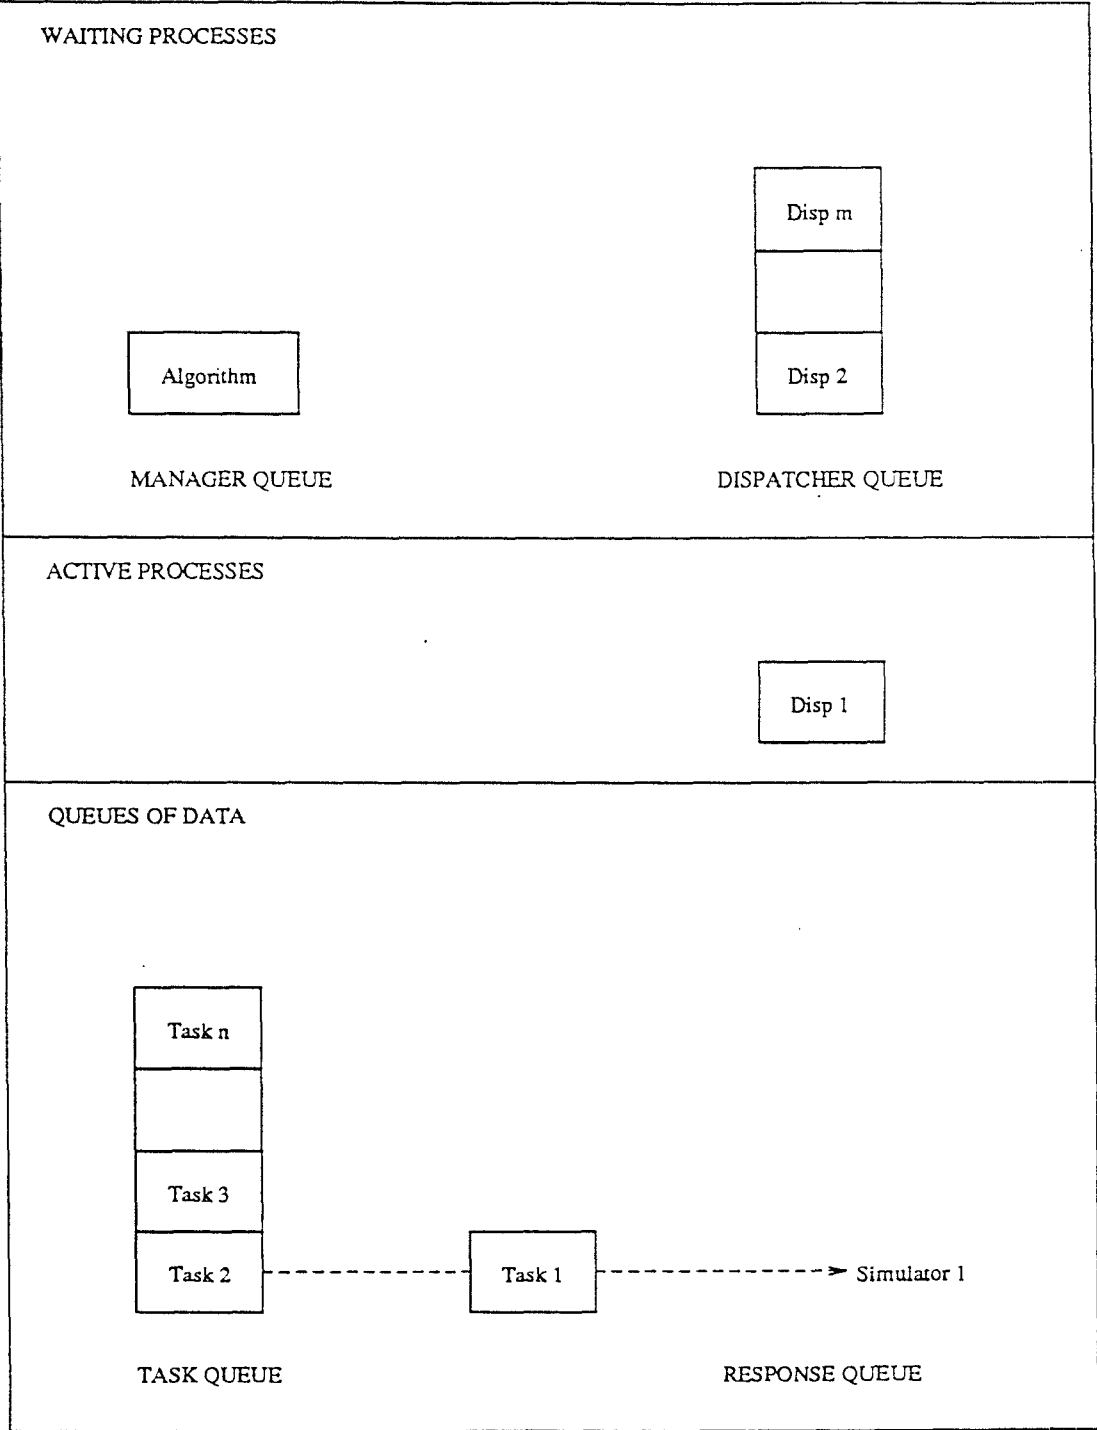 WAITING PROCESSES
Disp m
Algorithm
Disp 2
MANAGER QUEUE
DISPATCHER QUEUE
ACTIVE PROCESSES
Disp 1
QUEUES OF DATA
Task n
Task 3
Task 2
Task 1
Simulator 1
TASK QUEUE
RESPONSE QUEUE